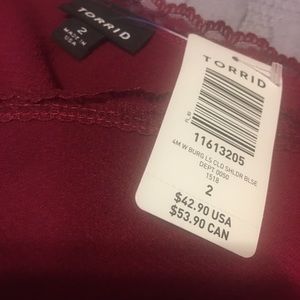 TORRID
2
MADE IN
USA
TORRID
11613205
4M W BURG LS CLD SHLDR BLSE
DEPT 0050
1518
2
$42.90 USA
$53.90 CAN